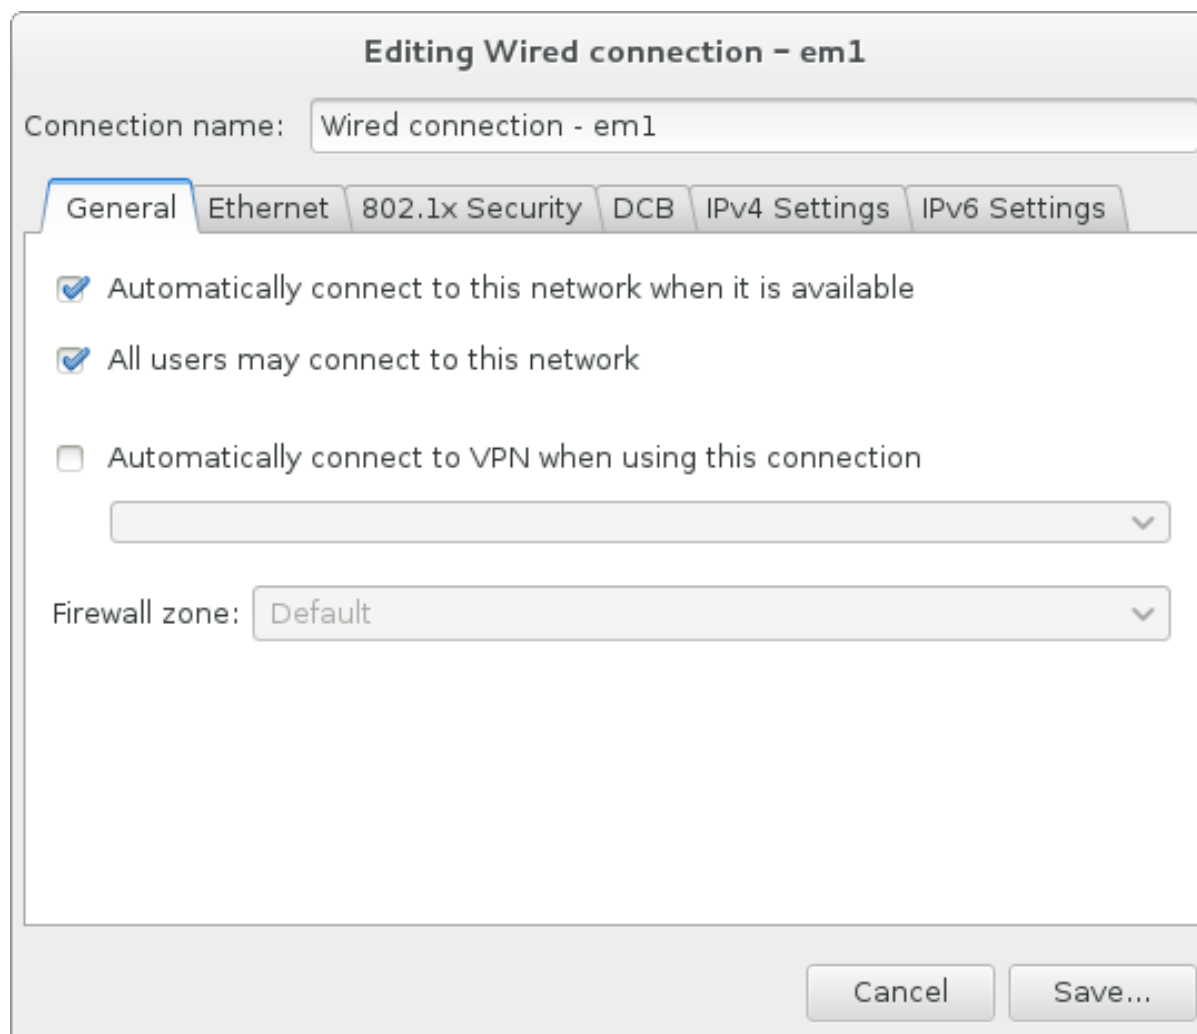 Editing Wired connection – em1
Connection name: Wired connection - em1
General Ethernet 802.1x Security DCB IPv4 Settings IPv6 Settings
Automatically connect to this network when it is available
All users may connect to this network
Automatically connect to VPN when using this connection
Firewall zone: Default
Cancel Save...